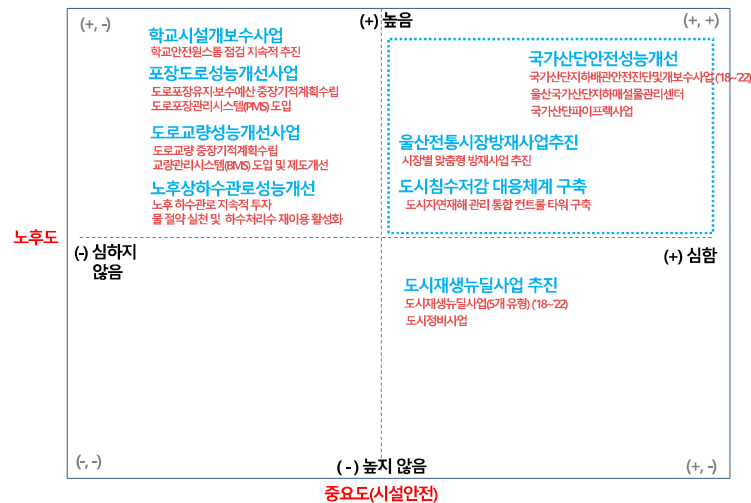 (+, -)
(+) 높음
(+, +)
학교시설개보수사업
학교안전원스톱 점검 지속적 추진
포장도로성능개선사업
도로포장유지·보수예산 중장기적계획수립
도로포장관리시스템(PMS) 도입
도로교량성능개선사업
도로교량 중장기적계획수립
교량관리시스템(BMS) 도입 및 제도개선
노후상하수관로성능개선
노후 하수관로 지속적 투자
물 절약 실천 및 하수처리수 재이용 활성화
국가산단안전성능개선
국가산단지하배관안전진단및개보수사업 ('18~'22)
울산국가산단지하매설물관리센터
국가산단파이프랙사업
울산전통시장방재사업추진
시장별 맞춤형 방재사업 추진
도시침수저감 대응체계 구축
도시자연재해 관리 통합 컨트롤 타워 구축
노후도
(-) 심하지
않음
(+) 심함
도시재생뉴딜사업 추진
도시재생뉴딜사업(5개 유형) ('18~'22)
도시정비사업
(-, -)
( - ) 높지 않음
(+, -)
중요도(시설안전)